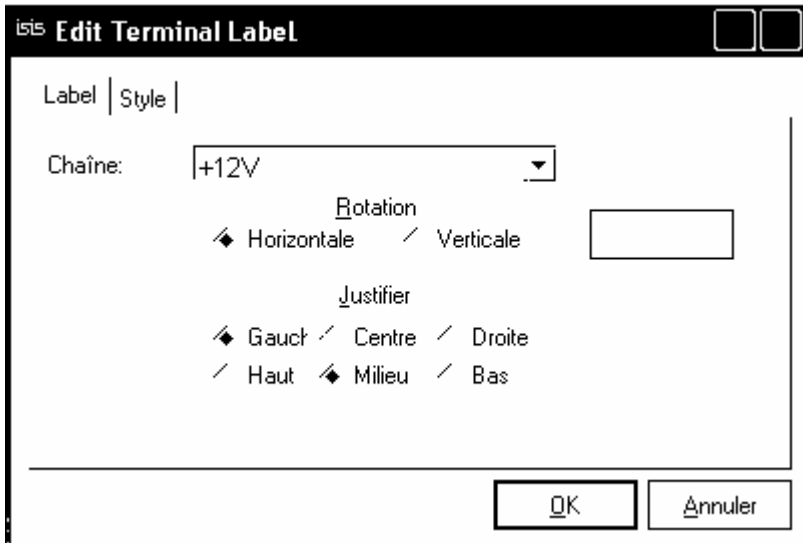 isis Edit Terminal Label
Label Style
Chaîne: +12V
Rotation
Horizontale Verticale
Justifier
Gauch Centre Droite
Haut Milieu Bas
OK Annuler